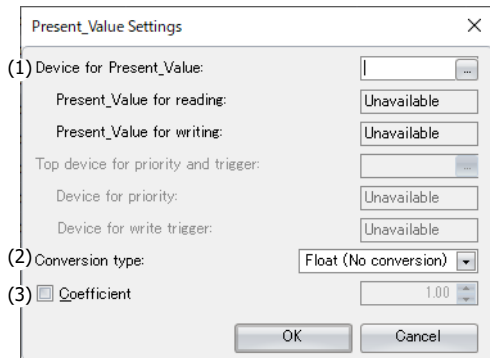 Present_Value Settings
(1) Device for Present_Value: ...
Present_Value for reading: Unavailable
Present_Value for writing: Unavailable
Top device for priority and trigger: ...
Device for priority: Unavailable
Device for write trigger: Unavailable
(2) Conversion type: Float (No conversion)
(3) Coefficient 1.00
OK Cancel